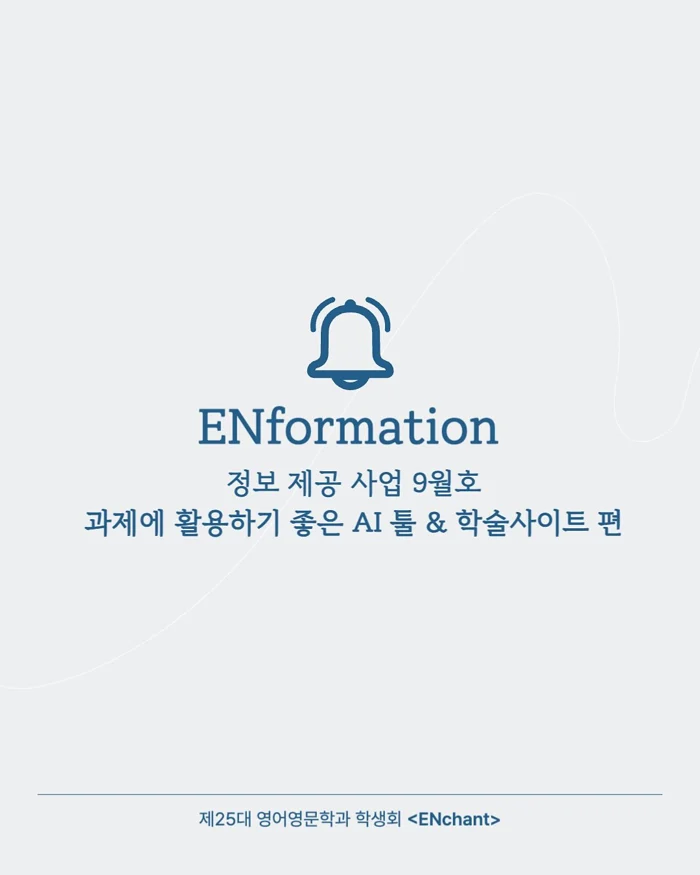 ENformation
정보 제공 사업 9월호
과제에 활용하기 좋은 AI 툴 & 학술사이트 편
제25대 영어영문학과 학생회 <ENchant>